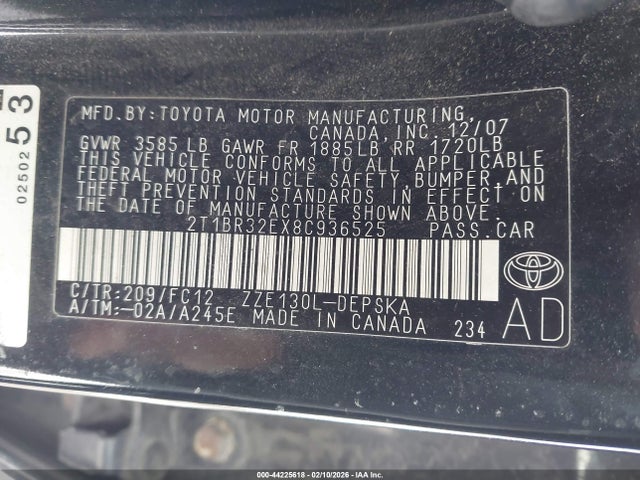 MFD.BY:TOYOTA MOTOR MANUFACTURING,
CANADA, INC. 12/07
GVWR 3585 LB GAWR FR 1885LB RR 1720LB
THIS VEHICLE CONFORMS TO ALL APPLICABLE
FEDERAL MOTOR VEHICLE SAFETY, BUMPER,AND
THEFT PREVENTION STANDARDS IN EFFECT ON
THE DATE OF MANUFACTURE SHOWN ABOVE.
2T1BR32EX8C936525 PASS.CAR
C/TR:209/FC12 ZZE130L-DEPSKA
A/TM:-02A/A245E MADE IN CANADA 234
AD
53
02502
000-44225618 - 02/10/2026 - IAAI Inc.